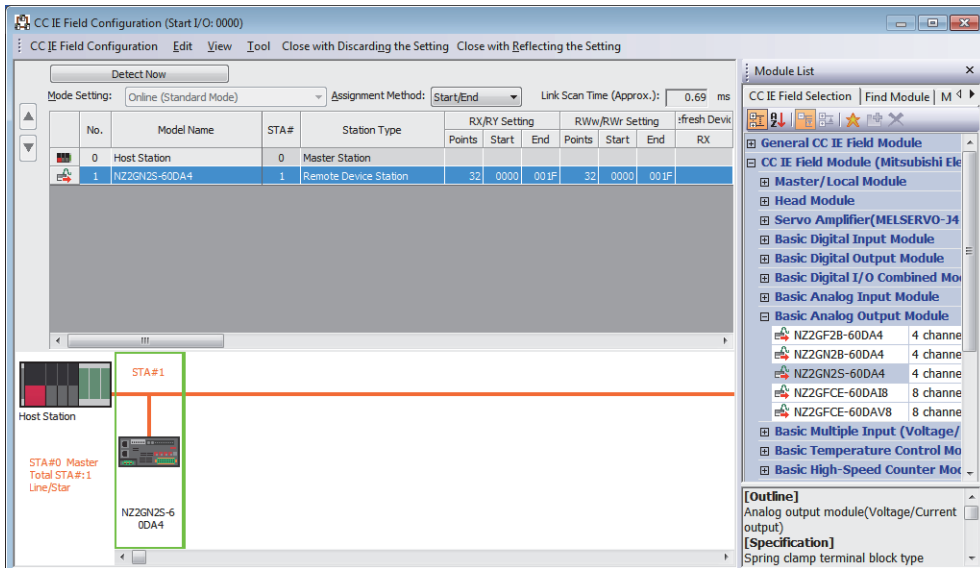 CC IE Field Configuration (Start I/O: 0000)
CC IE Field Configuration Edit View Tool Close with Discarding the Setting Close with Reflecting the Setting
Detect Now
Mode Setting: Online (Standard Mode) Assignment Method: Start/End Link Scan Time (Approx.): 0.69 ms
No. Model Name STA# Station Type RX/RY Setting RWw/RWr Setting efresh Devic
Points Start End Points Start End RX
0 Host Station 0 Master Station
1 NZ2GN2S-60DA4 1 Remote Device Station 32 0000 001F 32 0000 001F
STA#1
Host Station
STA#0 Master
Total STA#:1
Line/Star
NZ2GN2S-6
0DA4
Module List
CC IE Field Selection Find Module M
General CC IE Field Module
CC IE Field Module (Mitsubishi Ele
Master/Local Module
Head Module
Servo Amplifier(MELSERVO-J4
Basic Digital Input Module
Basic Digital Output Module
Basic Digital I/O Combined Mo
Basic Analog Input Module
Basic Analog Output Module
NZ2GF2B-60DA4 4 channe
NZ2GN2B-60DA4 4 channe
NZ2GN2S-60DA4 4 channe
NZ2GFCE-60DAI8 8 channe
NZ2GFCE-60DAV8 8 channe
Basic Multiple Input (Voltage/
Basic Temperature Control Mo
Basic High-Speed Counter Moc
[Outline]
Analog output module(Voltage/Current
output)
[Specification]
Spring clamp terminal block type